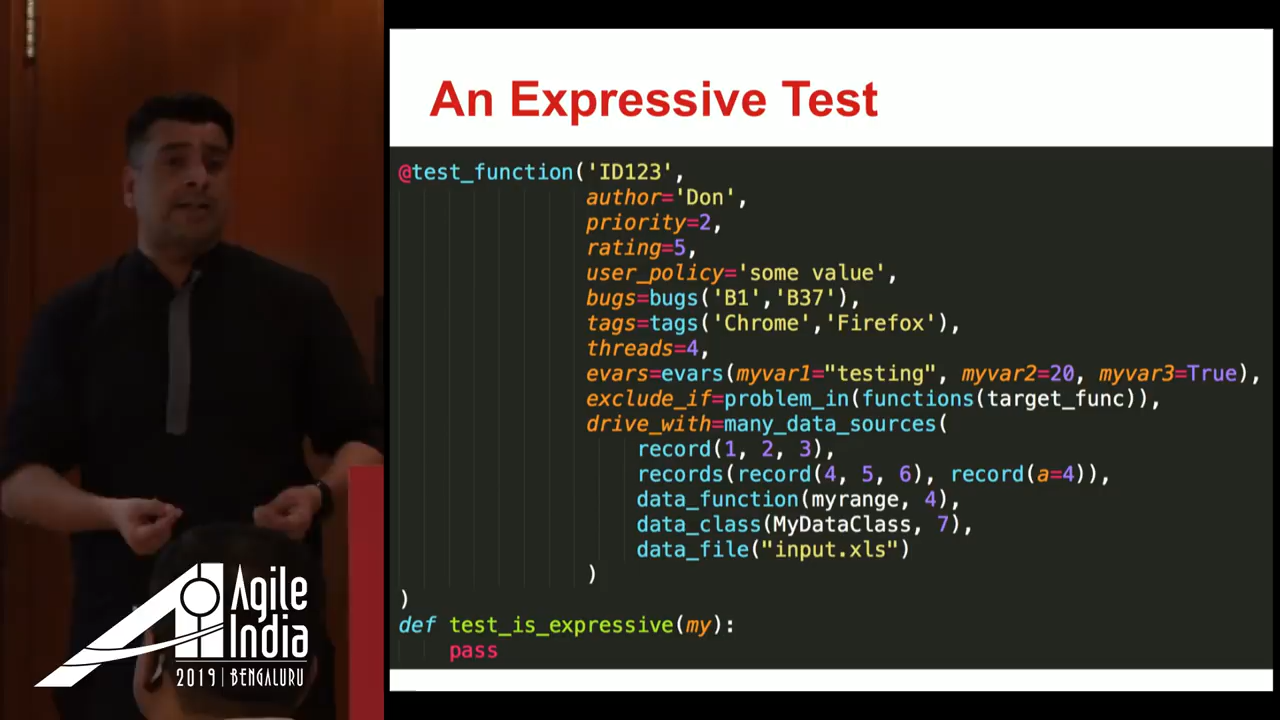 An Expressive Test
@test_function('ID123',
author='Don',
priority=2,
rating=5,
user_policy='some value',
bugs=bugs('B1','B37'),
tags=tags('Chrome','Firefox'),
threads=4,
evars=evars(myvar1="testing", myvar2=20, myvar3=True),
exclude_if=problem_in(functions(target_func)),
drive_with=many_data_sources(
record(1, 2, 3),
records(record(4, 5, 6), record(a=4)),
data_function(myrange, 4),
data_class(MyDataClass, 7),
data_file("input.xls")
)
)
def test_is_expressive(my):
pass
Agile
India
2019 | BENGALURU